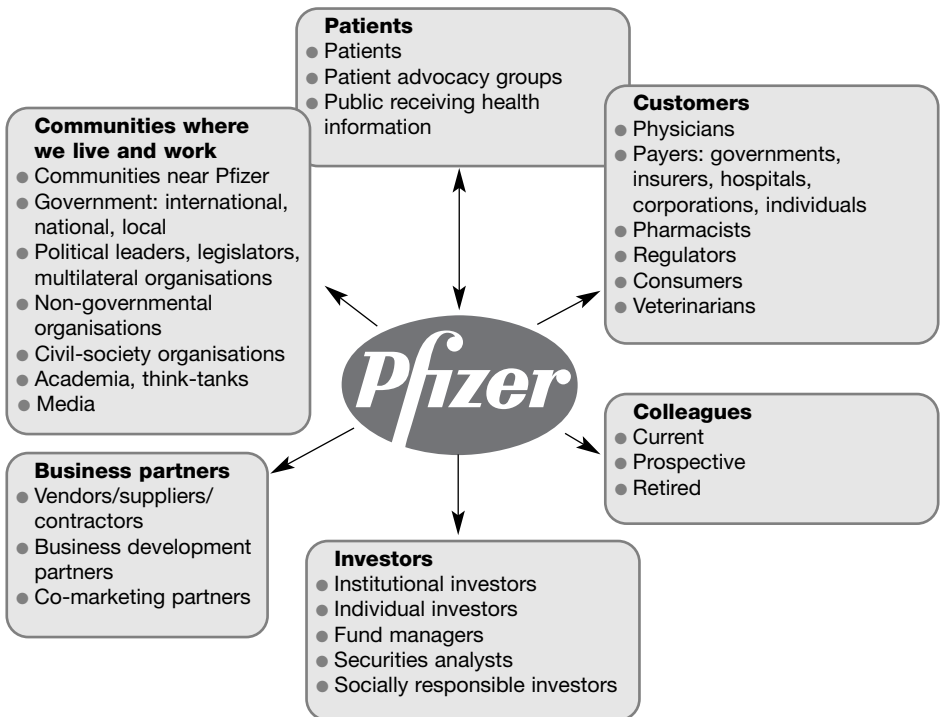 Patients
● Patients
● Patient advocacy groups
● Public receiving health
information
Communities where
we live and work
● Communities near Pfizer
● Government: international,
national, local
● Political leaders, legislators,
multilateral organisations
● Non-governmental
organisations
● Civil-society organisations
● Academia, think-tanks
● Media
Customers
● Physicians
● Payers: governments,
insurers, hospitals,
corporations, individuals
● Pharmacists
● Regulators
● Consumers
● Veterinarians
Pfizer
Colleagues
● Current
● Prospective
● Retired
Business partners
● Vendors/suppliers/
contractors
● Business development
partners
● Co-marketing partners
Investors
● Institutional investors
● Individual investors
● Fund managers
● Securities analysts
● Socially responsible investors